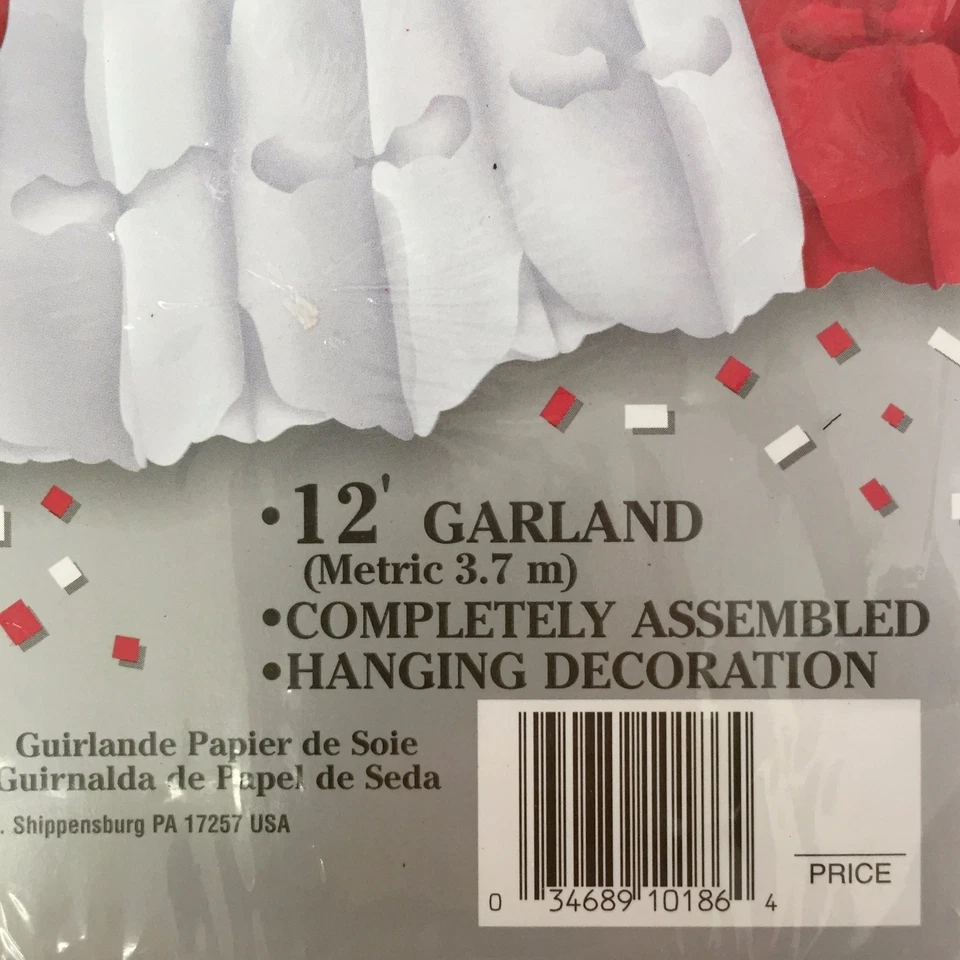 •12' GARLAND
(Metric 3.7 m)
•COMPLETELY ASSEMBLED
•HANGING DECORATION
Guirlande Papier de Soie
Guirnalda de Papel de Seda
. Shippensburg PA 17257 USA
PRICE
0 34689 10186 4